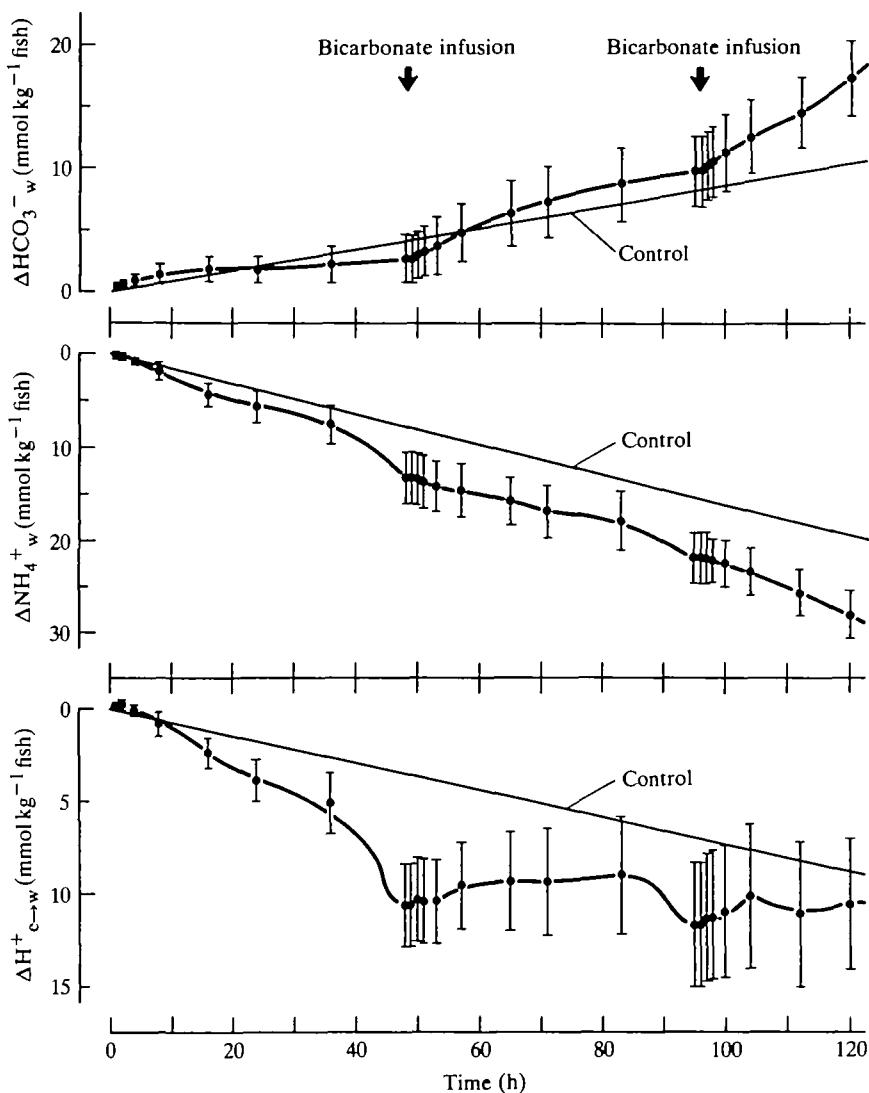 Bicarbonate infusion Bicarbonate infusion
ΔHCO₃⁻w (mmol kg⁻¹ fish)
20
10
0
Control
ΔNH₄⁺w (mmol kg⁻¹ fish)
0
10
20
30
Control
ΔH⁺c→w (mmol kg⁻¹ fish)
0
5
10
15
Control
0 20 40 60 80 100 120
Time (h)